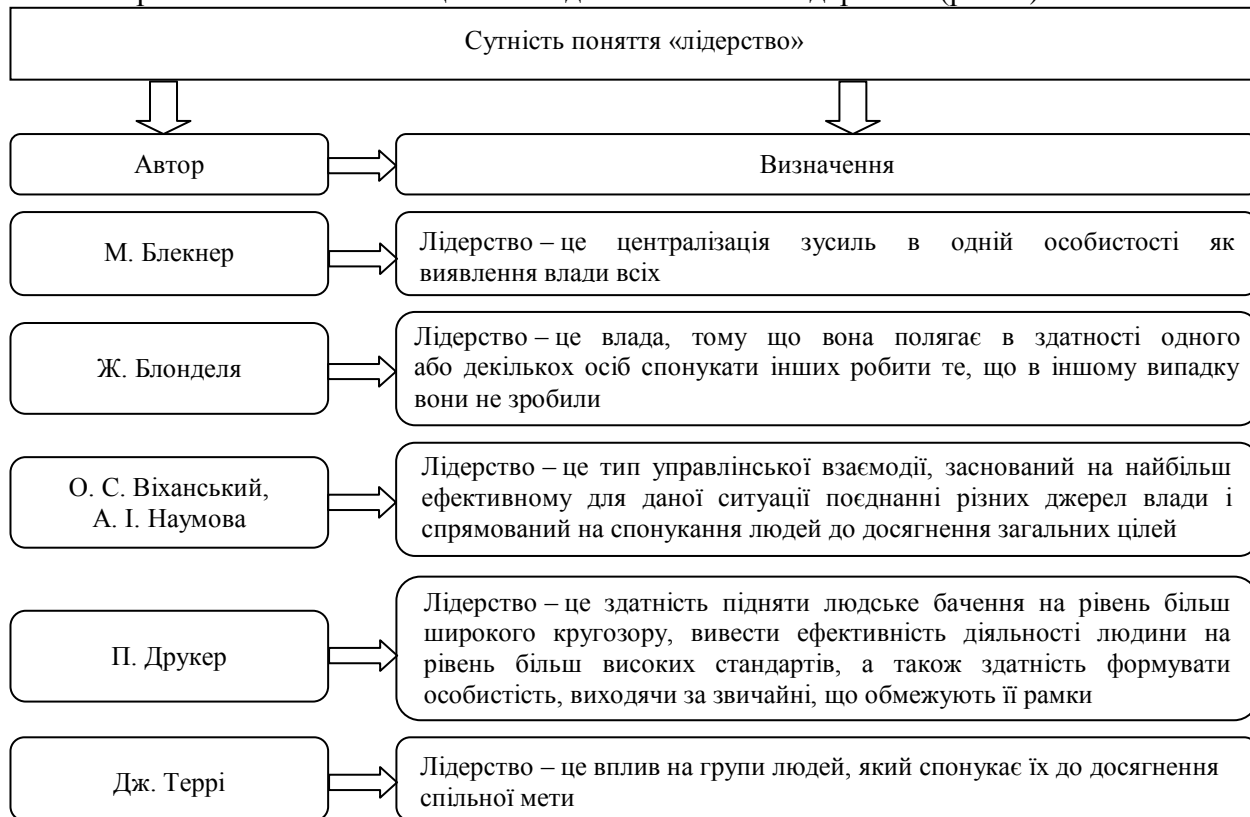 Сутність поняття «лідерство»
Автор
Визначення
М. Блекнер
Лідерство – це централізація зусиль в одній особистості як
виявлення влади всіх
Ж. Блонделя
Лідерство – це влада, тому що вона полягає в здатності одного
або декількох осіб спонукати інших робити те, що в іншому випадку
вони не зробили
О. С. Віханський,
А. І. Наумова
Лідерство – це тип управлінської взаємодії, заснований на найбільш
ефективному для даної ситуації поєднанні різних джерел влади і
спрямований на спонукання людей до досягнення загальних цілей
П. Друкер
Лідерство – це здатність підняти людське бачення на рівень більш
широкого кругозору, вивести ефективність діяльності людини на
рівень більш високих стандартів, а також здатність формувати
особистість, виходячи за звичайні, що обмежують її рамки
Дж. Террі
Лідерство – це вплив на групи людей, який спонукає їх до досягнення
спільної мети